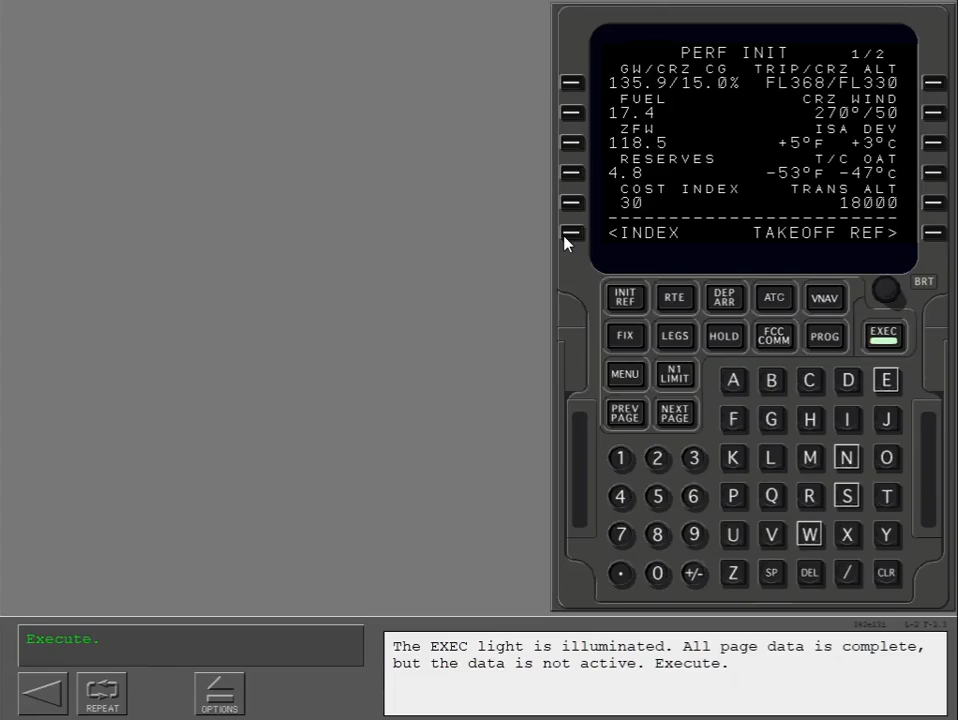 PERF INIT 1/2
GW/CRZ CG TRIP/CRZ ALT
135.9/15.0% FL368/FL330
FUEL CRZ WIND
17.4 270°/50
ZFW ISA DEV
118.5 +5°F +3°C
RESERVES T/C OAT
4.8 -53°F -47°C
COST INDEX TRANS ALT
30 18000
--------------------------------
<INDEX TAKEOFF REF>
BRT
INIT REF RTE DEP ARR ATC VNAV
FIX LEGS HOLD FCC COMM PROG EXEC
MENU N1 LIMIT
PREV PAGE NEXT PAGE
A B C D E
F G H I J
1 2 3 K L M N O
4 5 6 P Q R S T
7 8 9 U V W X Y
. 0 +/- Z SP DEL / CLR
Execute.
REPEAT
OPTIONS
The EXEC light is illuminated. All page data is complete,
but the data is not active. Execute.